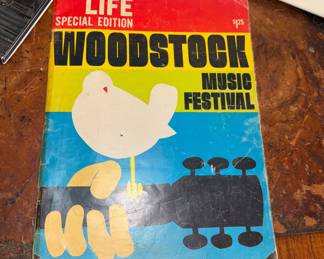 LIFE
SPECIAL EDITION
$1.25
WOODSTOCK
MUSIC
FESTIVAL